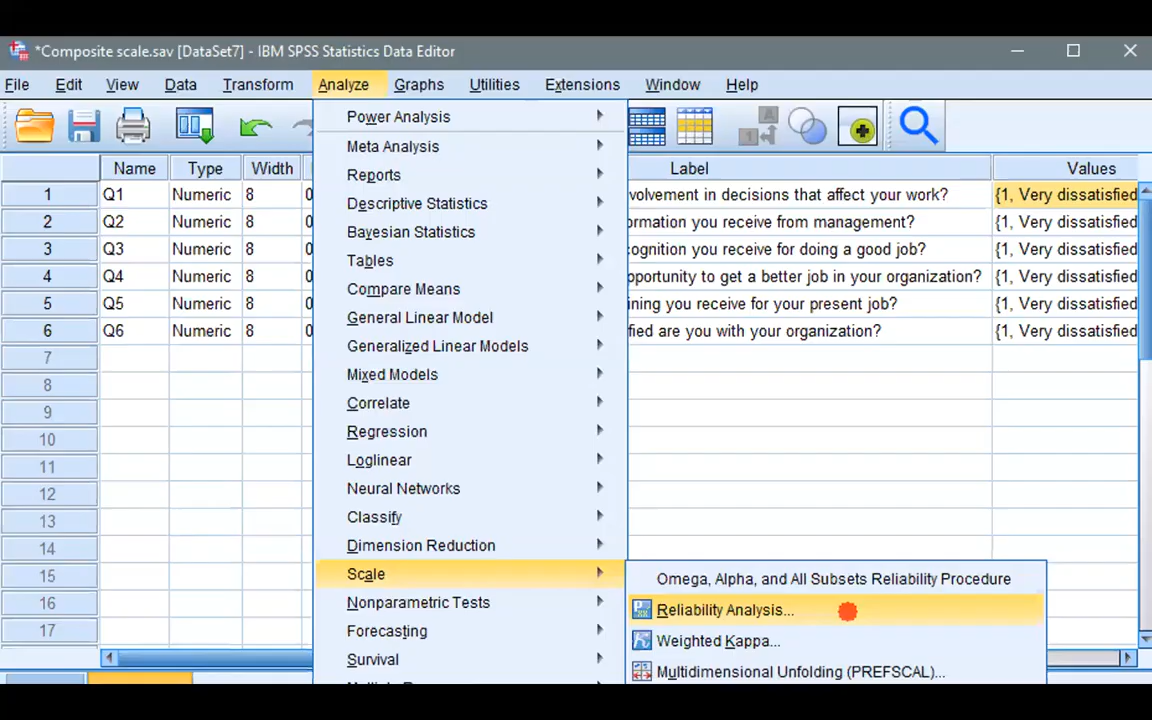 *Composite scale.sav [DataSet7] - IBM SPSS Statistics Data Editor
File Edit View Data Transform Analyze Graphs Utilities Extensions Window Help
Name Type Width Label Values
1 Q1 Numeric 8 0 volvement in decisions that affect your work? {1, Very dissatisfied
2 Q2 Numeric 8 0 ormation you receive from management? {1, Very dissatisfied
3 Q3 Numeric 8 0 cognition you receive for doing a good job? {1, Very dissatisfied
4 Q4 Numeric 8 0 pportunity to get a better job in your organization? {1, Very dissatisfied
5 Q5 Numeric 8 0 ining you receive for your present job? {1, Very dissatisfied
6 Q6 Numeric 8 0 fied are you with your organization? {1, Very dissatisfied
7
8
9
10
11
12
13
14
15
16
17
Power Analysis
Meta Analysis
Reports
Descriptive Statistics
Bayesian Statistics
Tables
Compare Means
General Linear Model
Generalized Linear Models
Mixed Models
Correlate
Regression
Loglinear
Neural Networks
Classify
Dimension Reduction
Scale
Nonparametric Tests
Forecasting
Survival
Omega, Alpha, and All Subsets Reliability Procedure
Reliability Analysis...
Weighted Kappa...
Multidimensional Unfolding (PREFSCAL)...